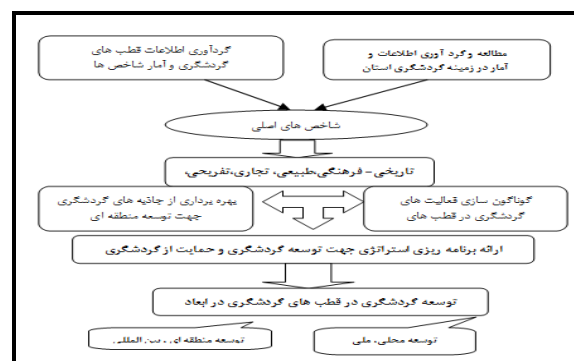 مطالعه و گرد آوری اطلاعات و
آمار در زمینه گردشگری استان
گردآوری اطلاعات قطب های
گردشگری و آمار شاخص ها
شاخص های اصلی
تاریخی – فرهنگی،طبیعی، تجاری،تفریحی،
گوناگون سازی فعالیت های
گردشگری در قطب های
بهره برداری از جاذبه های گردشگری
جهت توسعه منطقه ای
ارائه برنامه ریزی استراتژی جهت توسعه گردشگری و حمایت از گردشگری
توسعه گردشگری در قطب های گردشگری در ابعاد
توسعه محلی، ملی
توسعه منطقه ای، بین المللی